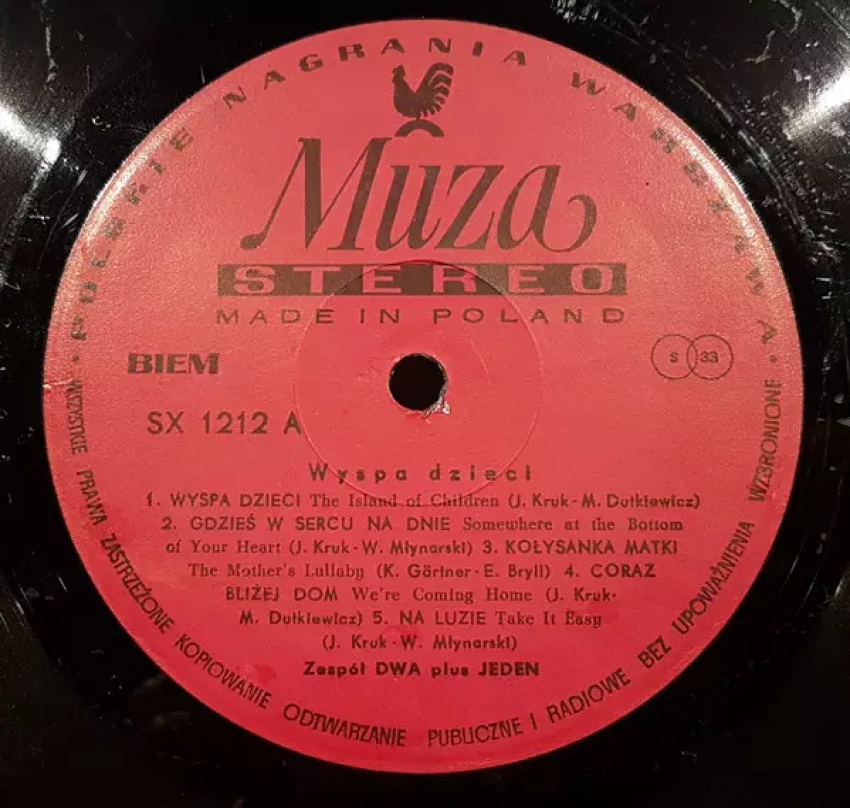 POLSKIE NAGRANIA WARSZAWA
Muza
STEREO
MADE IN POLAND
BIEM
S 33
SX 1212 A
Wyspa dzieci
1. WYSPA DZIECI The Island of Children (J. Kruk - M. Dutkiewicz)
2. GDZIEŚ W SERCU NA DNIE Somewhere at the Bottom
of Your Heart (J. Kruk - W. Młynarski) 3. KOŁYSANKA MATKI
The Mother's Lullaby (K. Gärtner - E. Bryll) 4. CORAZ
BLIŻEJ DOM We're Coming Home (J. Kruk-
M. Dutkiewicz) 5. NA LUZIE Take It Easy
(J. Kruk - W. Młynarski)
Zespół DWA plus JEDEN
• WSZYSTKIE PRAWA ZASTRZEŻONE KOPIOWANIE ODTWARZANIE PUBLICZNE I RADIOWE BEZ UPOWAŻNIENIA WZBRONIONE •